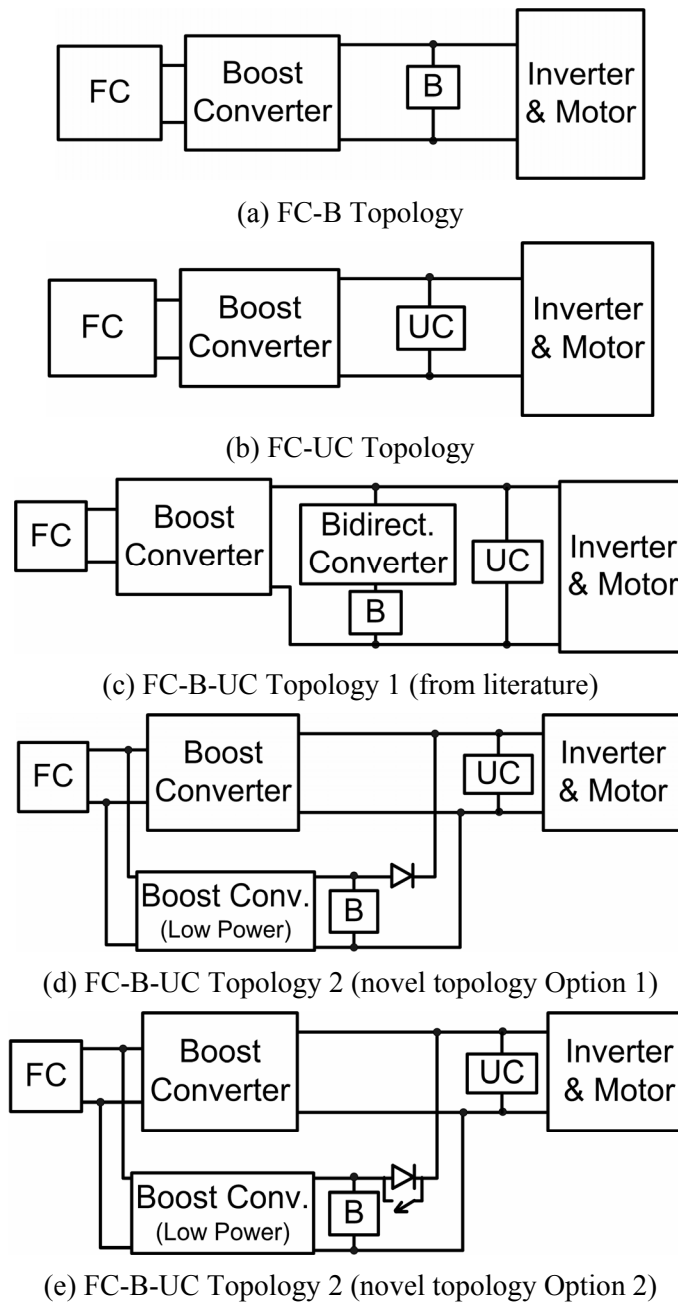 FC
Boost
Converter
B
Inverter
& Motor
(a) FC-B Topology
FC
Boost
Converter
UC
Inverter
& Motor
(b) FC-UC Topology
FC
Boost
Converter
Bidirect.
Converter
B
UC
Inverter
& Motor
(c) FC-B-UC Topology 1 (from literature)
FC
Boost
Converter
UC
Inverter
& Motor
Boost Conv.
(Low Power)
B
(d) FC-B-UC Topology 2 (novel topology Option 1)
FC
Boost
Converter
UC
Inverter
& Motor
Boost Conv.
(Low Power)
B
(e) FC-B-UC Topology 2 (novel topology Option 2)